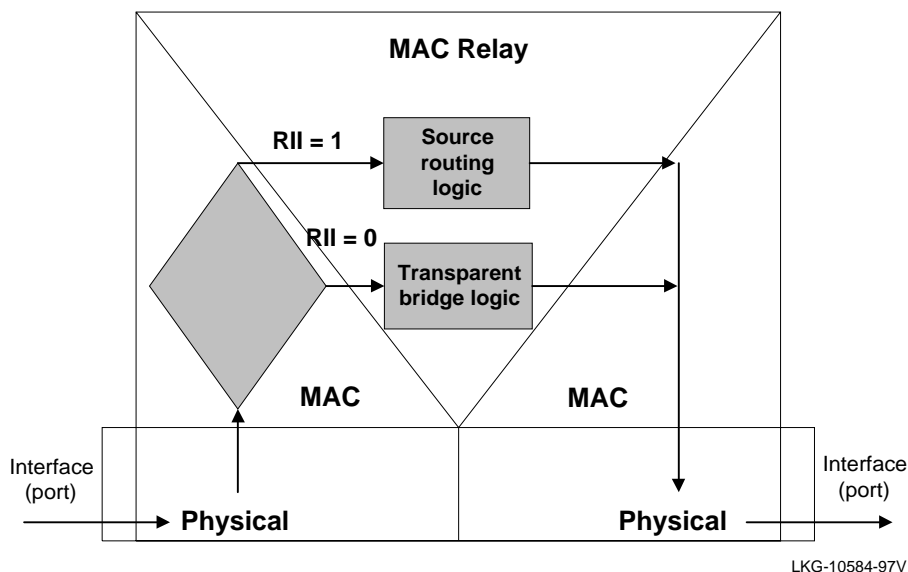 MAC Relay
RII = 1
Source
routing
logic
RII = 0
Transparent
bridge logic
MAC
MAC
Interface
(port)
Physical
Physical
Interface
(port)
LKG-10584-97V